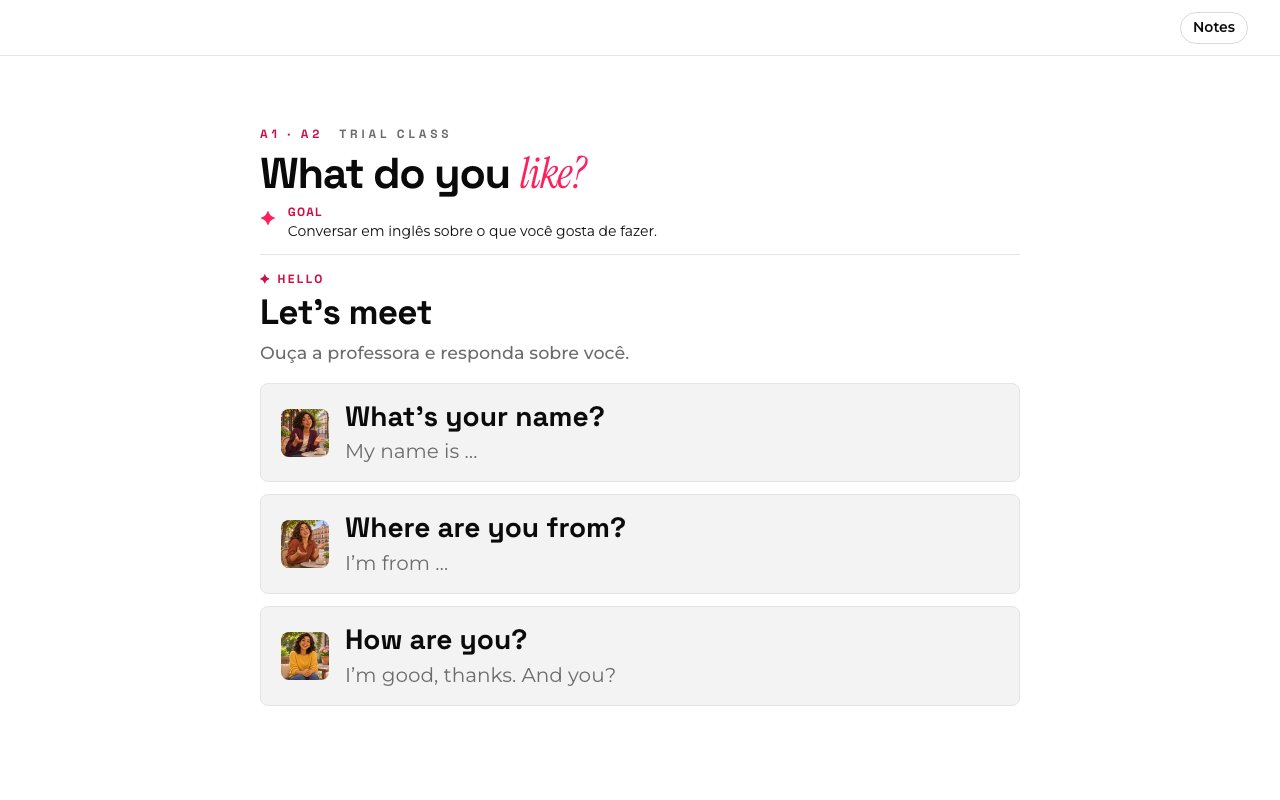 Notes
A1 · A2 TRIAL CLASS
What do you like?
GOAL
Conversar em inglês sobre o que você gosta de fazer.
HELLO
Let’s meet
Ouça a professora e responda sobre você.
What’s your name?
My name is ...
Where are you from?
I’m from ...
How are you?
I’m good, thanks. And you?